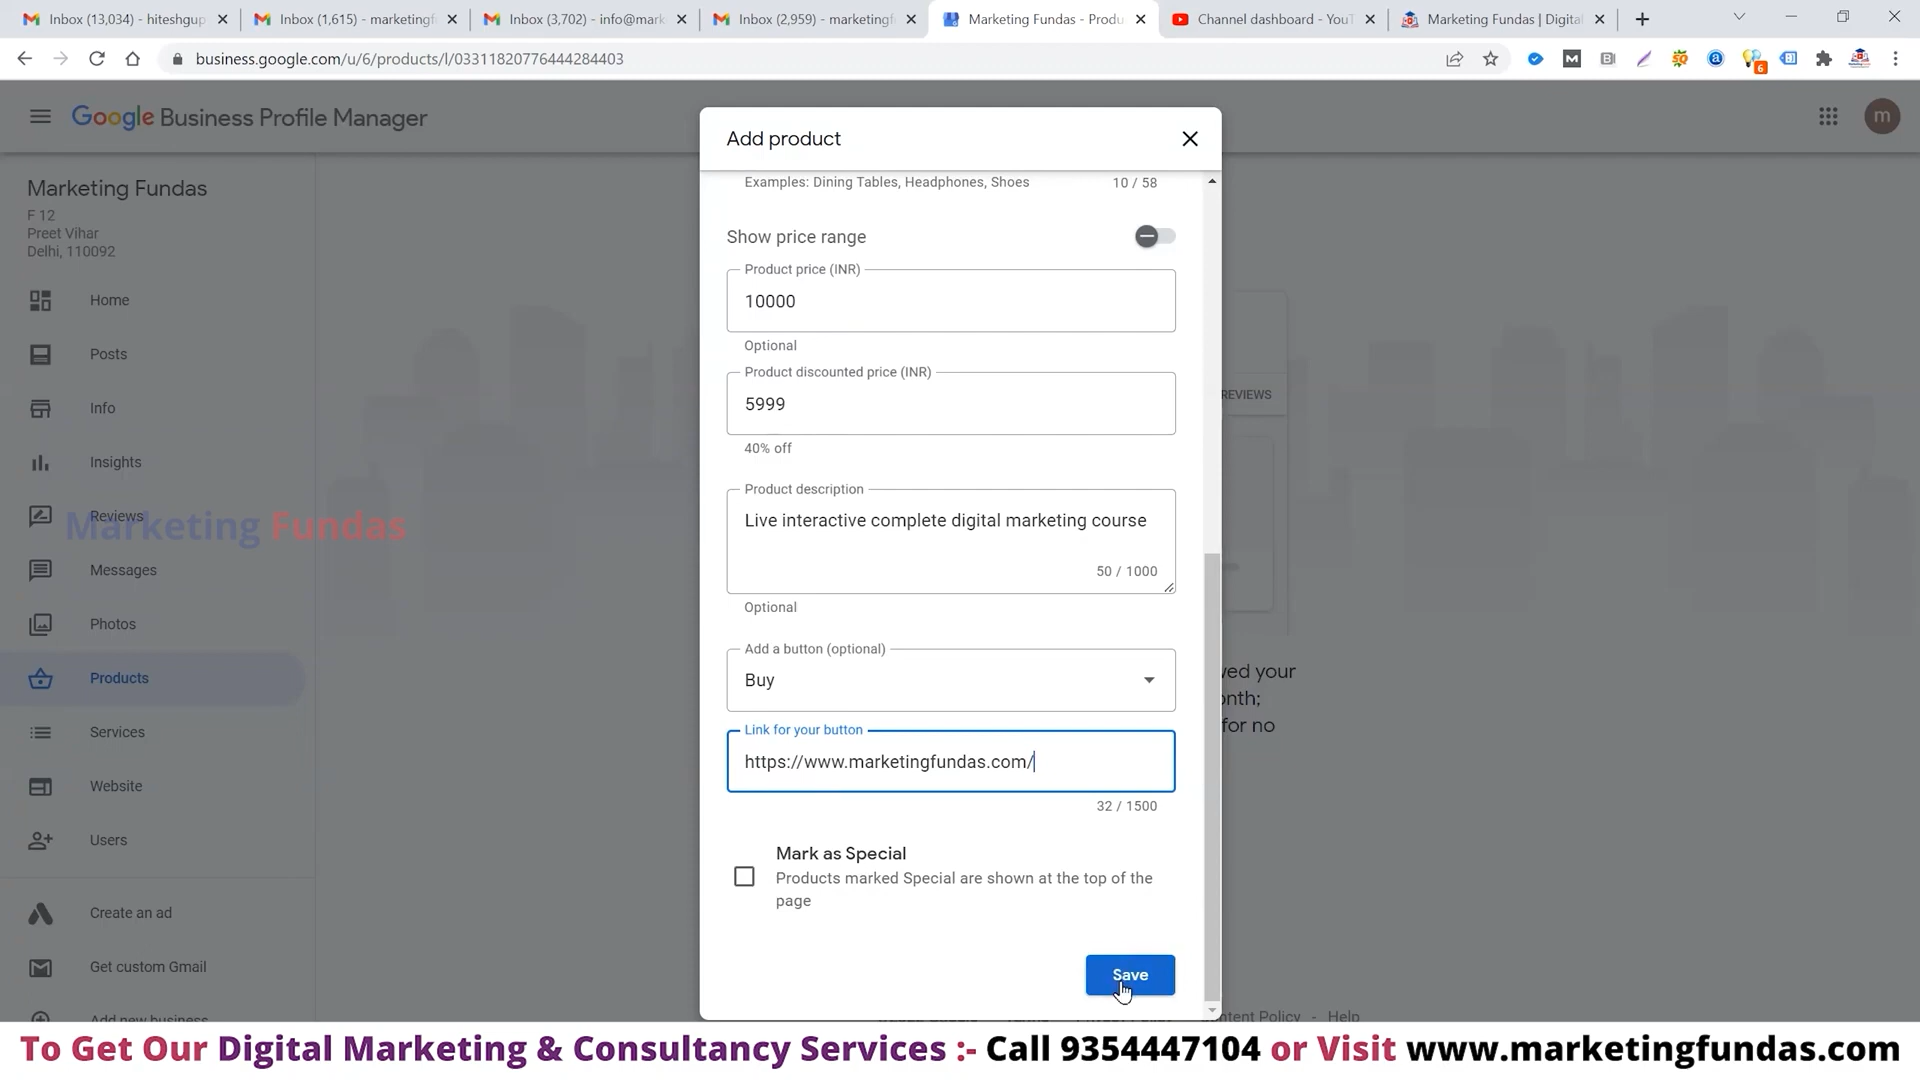 Inbox (13,034) - hiteshgup
Inbox (1,615) - marketingf
Inbox (3,702) - info@mark
Inbox (2,959) - marketingf
Marketing Fundas - Produ
Channel dashboard - YouT
Marketing Fundas | Digital
business.google.com/u/6/products/l/03311820776444284403
6
Google Business Profile Manager
m
Marketing Fundas
F 12
Preet Vihar
Delhi, 110092
Home
Posts
Info
Insights
Reviews
Messages
Photos
Products
Services
Website
Users
Create an ad
Get custom Gmail
Add new business
Marketing Fundas
Add product
Examples: Dining Tables, Headphones, Shoes
10 / 58
Show price range
Product price (INR)
10000
Optional
Product discounted price (INR)
5999
40% off
Product description
Live interactive complete digital marketing course
50 / 1000
Optional
Add a button (optional)
Buy
Link for your button
https://www.marketingfundas.com/
32 / 1500
Mark as Special
Products marked Special are shown at the top of the
page
Save
REVIEWS
wed your
onth;
for no
ontent Policy - Help
To Get Our Digital Marketing & Consultancy Services :- Call 9354447104 or Visit www.marketingfundas.com